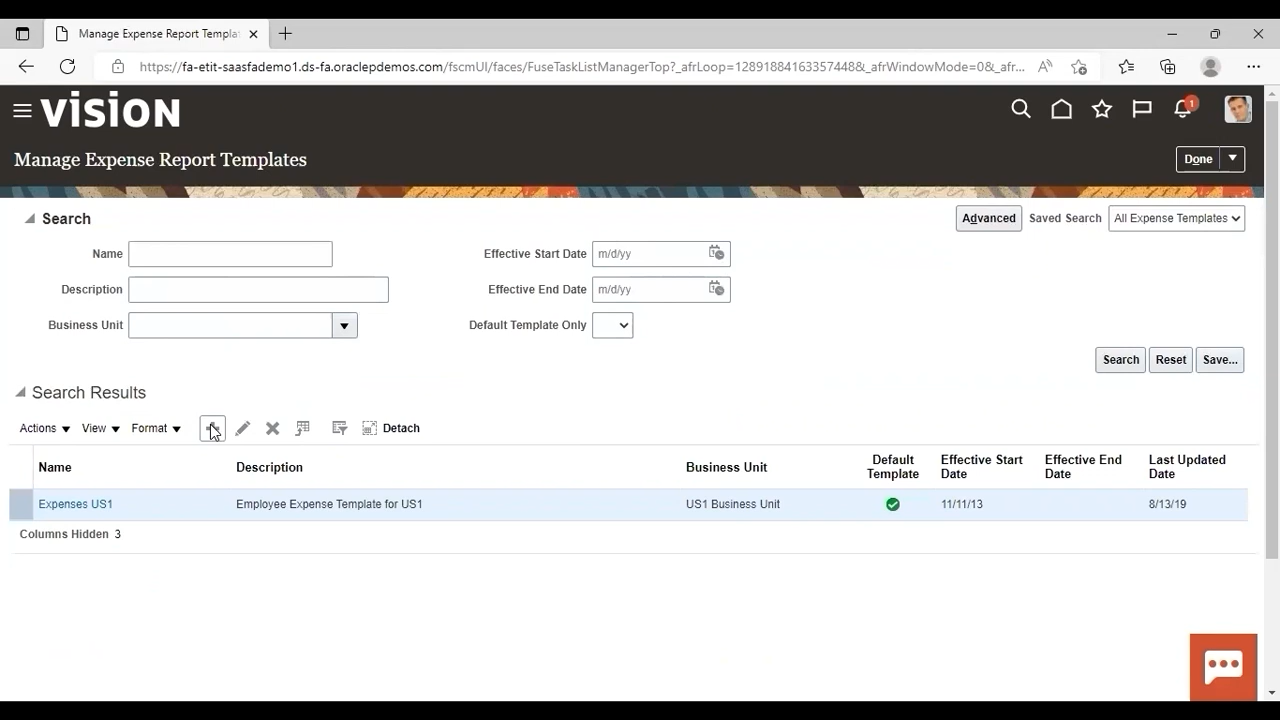 Manage Expense Report Templa
https://fa-etit-saasfademo1.ds-fa.oraclepdemos.com/fscmUI/faces/FuseTaskListManagerTop?_afrLoop=128918841633574​48&_afrWindowMode=0&_afr...
VISION
1
Manage Expense Report Templates
Done
Search
Advanced
Saved Search
All Expense Templates
Name
Effective Start Date
m/d/yy
Description
Effective End Date
m/d/yy
Business Unit
Default Template Only
Search
Reset
Save...
Search Results
Actions
View
Format
Detach
Name
Description
Business Unit
Default Template
Effective Start Date
Effective End Date
Last Updated Date
Expenses US1
Employee Expense Template for US1
US1 Business Unit
11/11/13
8/13/19
Columns Hidden 3